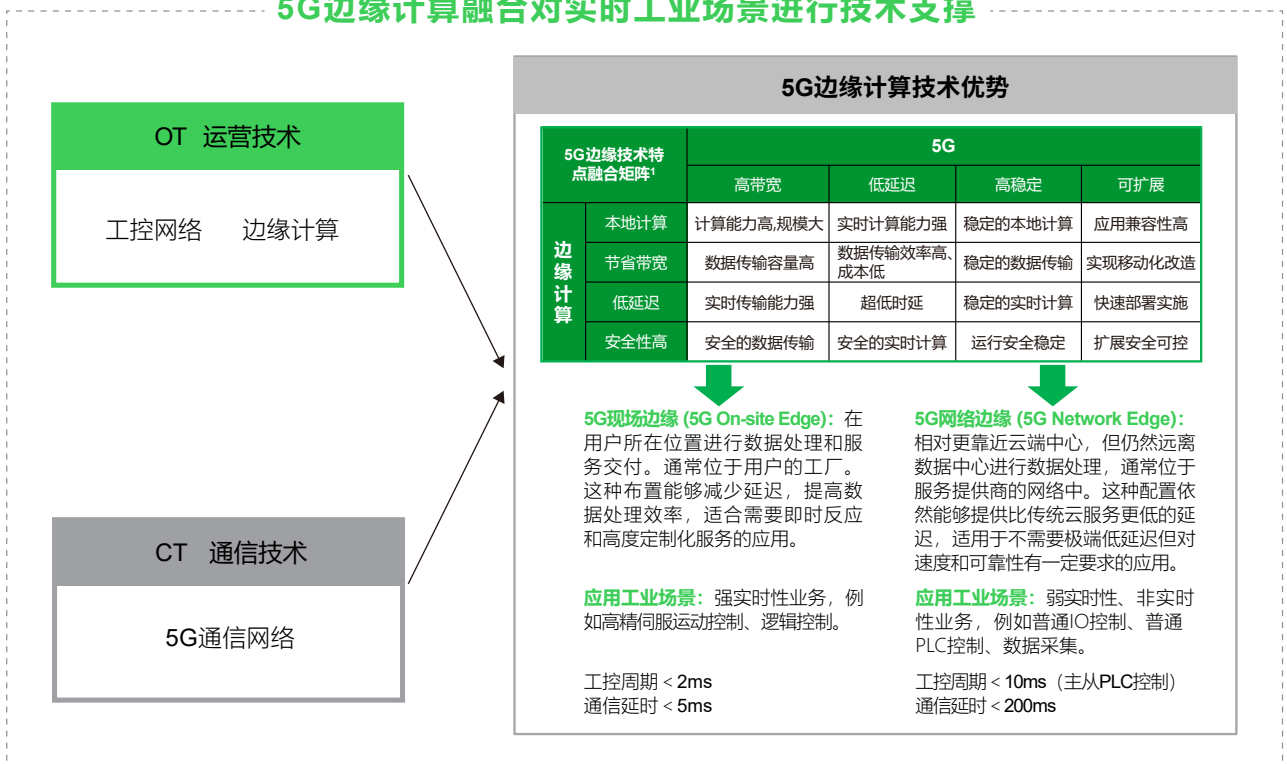 5G边缘计算融合对实时工业场景进行技术支撑
OT 运营技术
工控网络 边缘计算
CT 通信技术
5G通信网络
5G边缘计算技术优势
5G边缘技术特
点融合矩阵¹
5G
高带宽 低延迟 高稳定 可扩展
边缘计算
本地计算 计算能力高,规模大 实时计算能力强 稳定的本地计算 应用兼容性高
节省带宽 数据传输容量高 数据传输效率高、成本低 稳定的数据传输 实现移动化改造
低延迟 实时传输能力强 超低时延 稳定的实时计算 快速部署实施
安全性高 安全的数据传输 安全的实时计算 运行安全稳定 扩展安全可控
5G现场边缘 (5G On-site Edge)：在
用户所在位置进行数据处理和服
务交付。通常位于用户的工厂。
这种布置能够减少延迟，提高数
据处理效率，适合需要即时反应
和高度定制化服务的应用。
应用工业场景：强实时性业务，例
如高精伺服运动控制、逻辑控制。
工控周期 < 2ms
通信延时 < 5ms
5G网络边缘 (5G Network Edge)：
相对更靠近云端中心，但仍然远离
数据中心进行数据处理，通常位于
服务提供商的网络中。这种配置依
然能够提供比传统云服务更低的延
迟，适用于不需要极端低延迟但对
速度和可靠性有一定要求的应用。
应用工业场景：弱实时性、非实时
性业务，例如普通IO控制、普通
PLC控制、数据采集。
工控周期 < 10ms（主从PLC控制）
通信延时 < 200ms